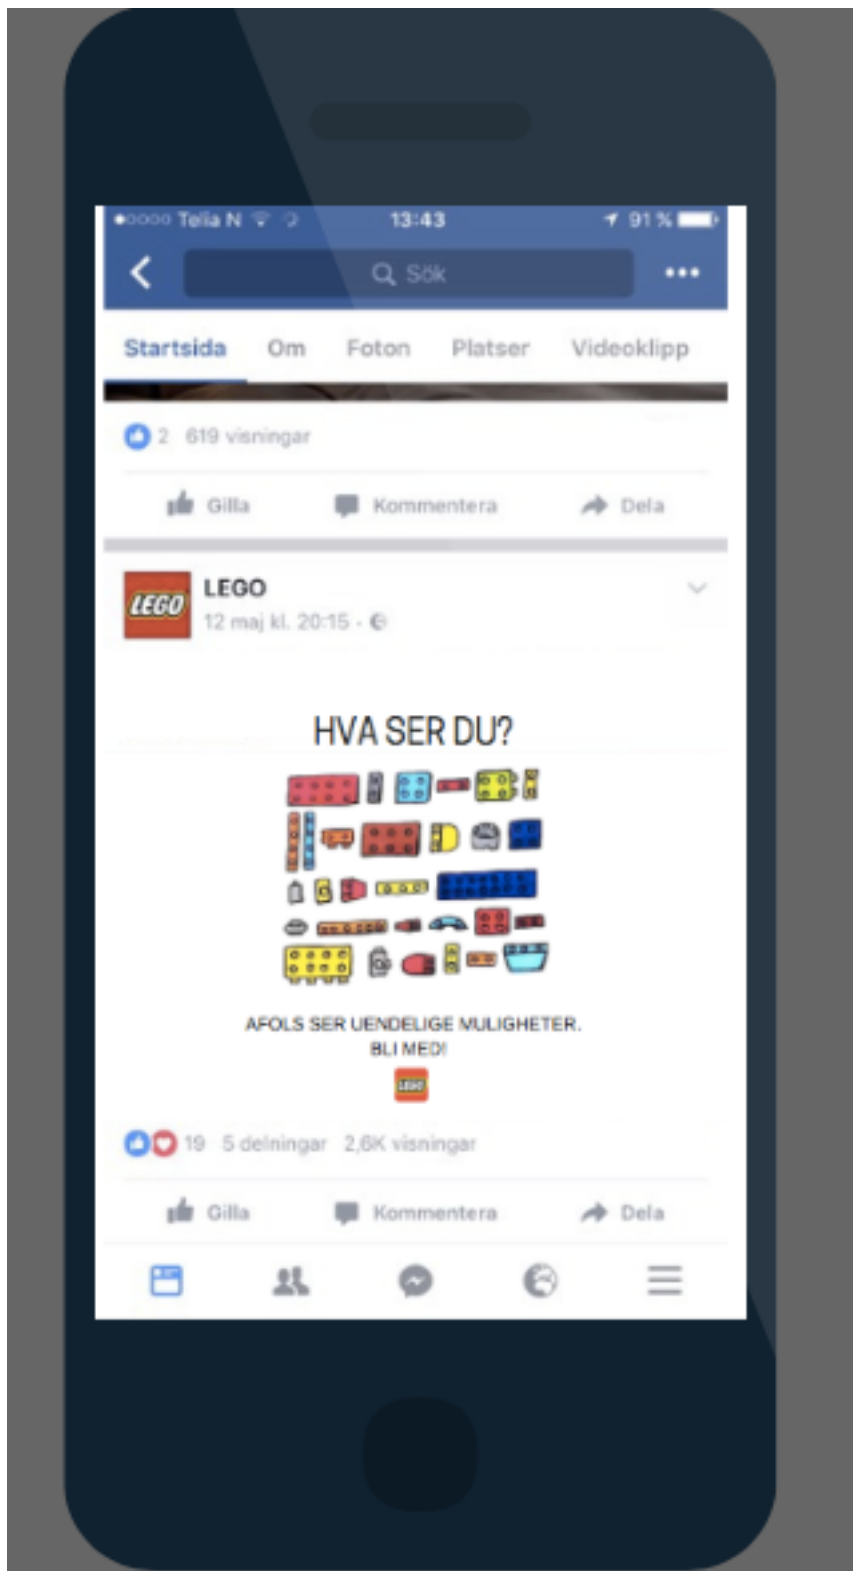 Telia N 13:43 91 %
Sök
Startsida Om Foton Platser Videoklipp
2 619 visningar
Gilla Kommentera Dela
LEGO
LEGO
12 maj kl. 20:15 ·
HVA SER DU?
AFOLS SER UENDELIGE MULIGHETER.
BLI MED!
LEGO
19 5 delningar 2,6K visningar
Gilla Kommentera Dela